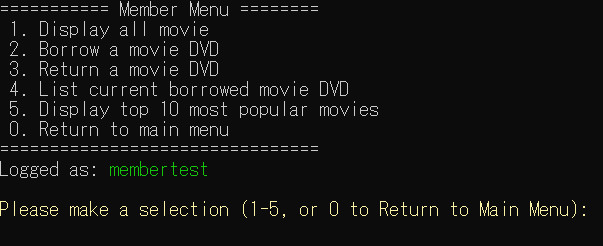 =========== Member Menu ========
1. Display all movie
2. Borrow a movie DVD
3. Return a movie DVD
4. List current borrowed movie DVD
5. Display top 10 most popular movies
0. Return to main menu
================================
Logged as: membertest
Please make a selection (1-5, or 0 to Return to Main Menu):